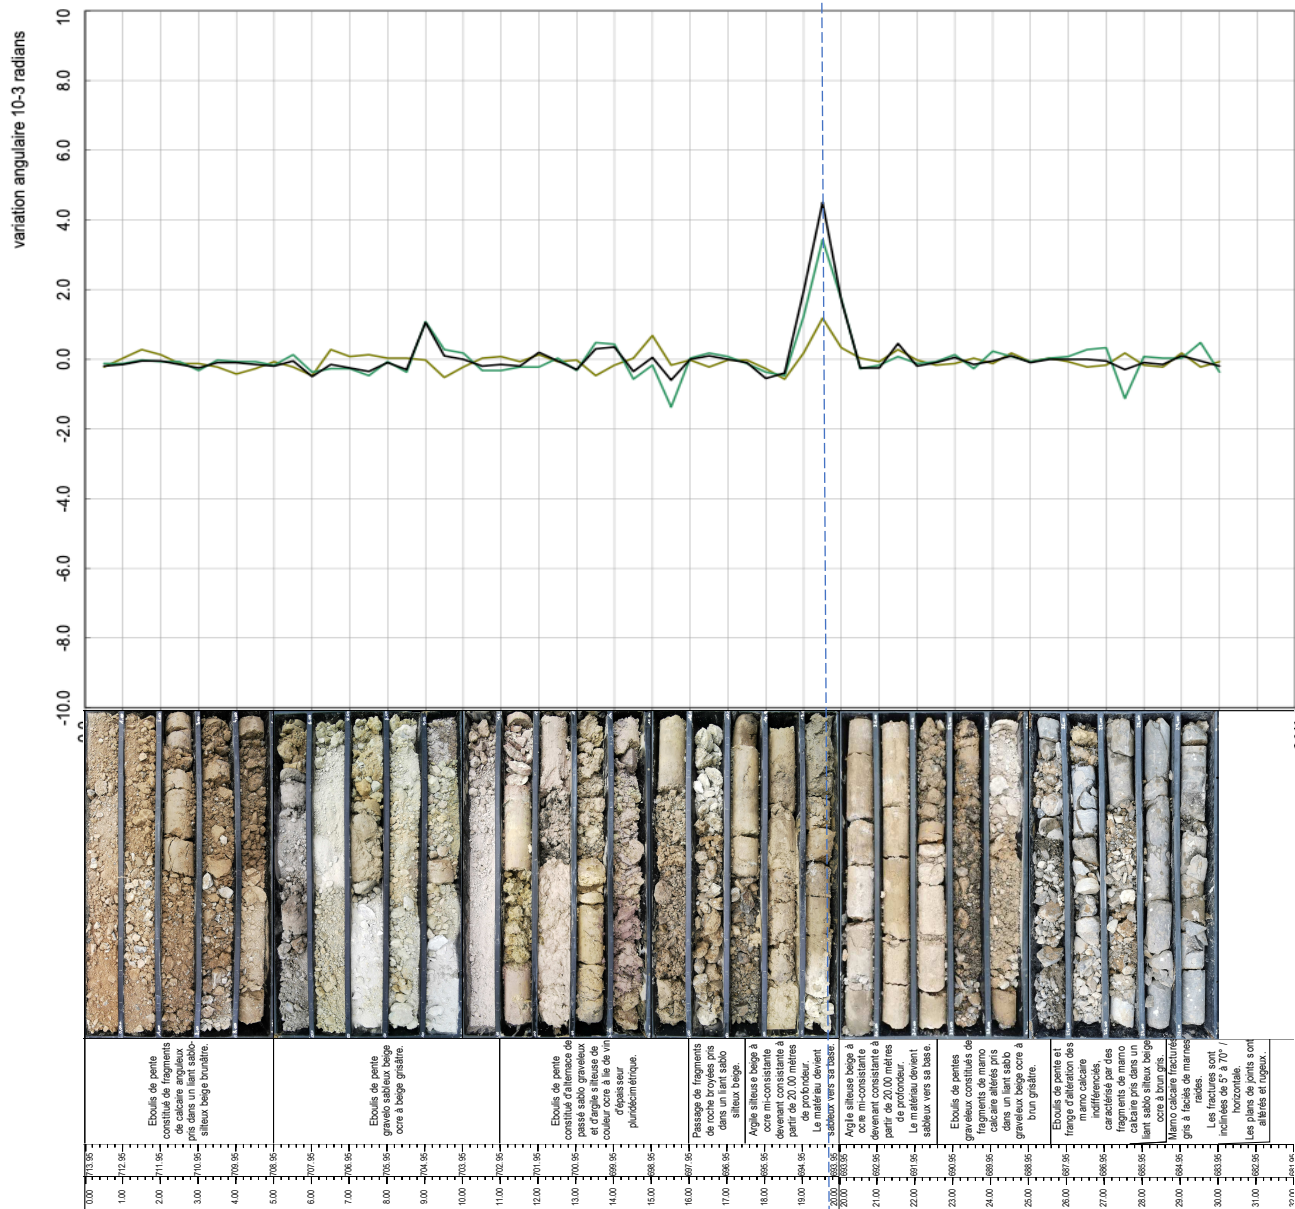 variation angulaire 10-3 radians
10
8.0
6.0
4.0
2.0
0.0
-2.0
-4.0
-6.0
-8.0
-10.0
Eboulis de pente
constitué de fragments
de calcaire anguleux
pris dans un liant sablo-
silteux beige brunâtre.
Eboulis de pente
gravelo sableux beige
ocre à beige grisâtre.
Eboulis de pente
constitué d'alternance de
passé sablo graveleux
et d'argile silteuse de
couleur ocre à lie de vin
d'épaisseur
pluridécimétrique.
Passage de fragments
de roche broyées pris
dans un liant sablo
silteux beige.
Argile silteuse beige à
ocre mi-consistante
devenant consistante à
partir de 20.00 mètres
de profondeur.
Le matériau devient
sableux vers sa base.
Argile silteuse beige à
ocre mi-consistante
devenant consistante à
partir de 20.00 mètres
de profondeur.
Le matériau devient
sableux vers sa base.
Eboulis de pentes
graveleux constitués de
fragments de marno
calcaire altérés pris
dans un liant sablo
graveleux beige ocre à
brun grisâtre.
Eboulis de pente et
frange d'altération des
marno calcaire
indifférenciés,
caractérisé par des
fragments de marno
calcaire pris dans un
liant sablo silteux beige
ocre à brun gris.
Marno calcaire fracturés
gris à faciès de marnes
raides.
Les fractures sont
inclinées de 5° à 70° /
horizontale.
Les plans de joints sont
altérés et rugeux.
713.95
712.95
711.95
710.95
709.95
708.95
707.95
706.95
705.95
704.95
703.95
702.95
701.95
700.95
699.95
698.95
697.95
696.95
695.95
694.95
693.95
693.95
692.95
691.95
690.95
689.95
688.95
687.95
686.95
685.95
684.95
683.95
682.95
681.95
0.00
1.00
2.00
3.00
4.00
5.00
6.00
7.00
8.00
9.00
10.00
11.00
12.00
13.00
14.00
15.00
16.00
17.00
18.00
19.00
20.00
20.00
21.00
22.00
23.00
24.00
25.00
26.00
27.00
28.00
29.00
30.00
31.00
32.00